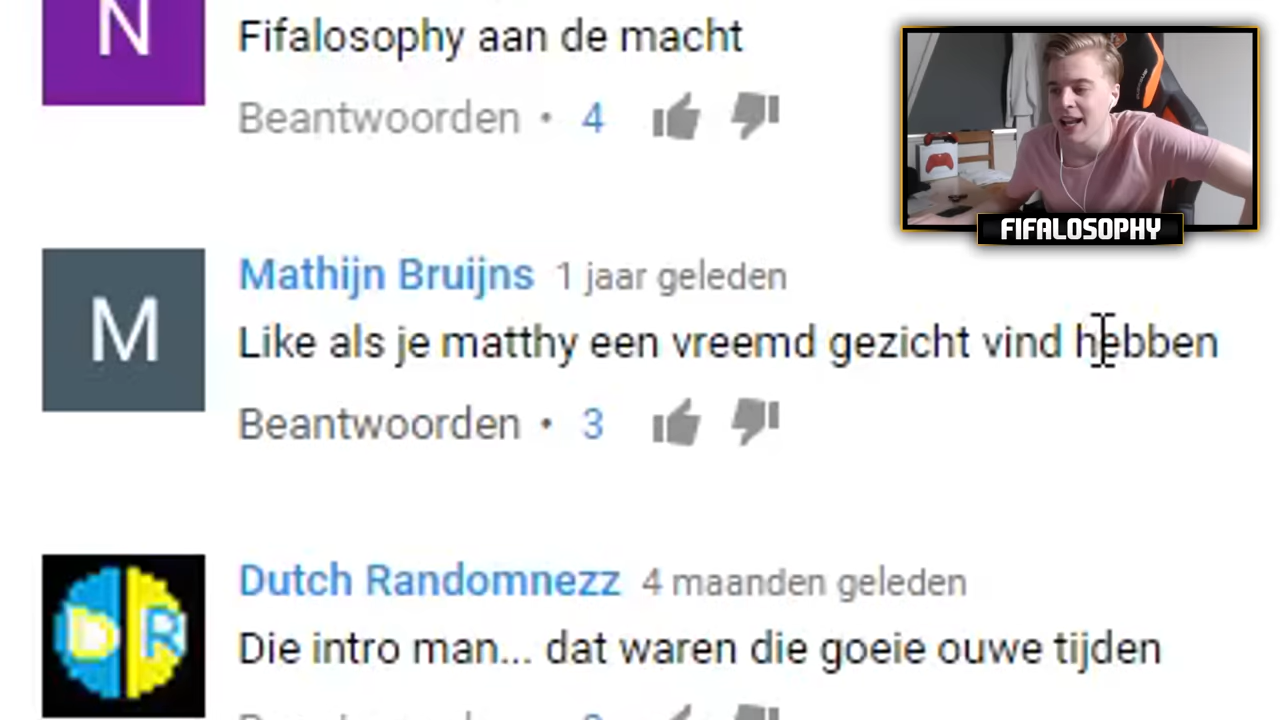 N
Fifalosophy aan de macht
Beantwoorden • 4
FIFALOSOPHY
M
Mathijn Bruijns 1 jaar geleden
Like als je matthy een vreemd gezicht vind hebben
Beantwoorden • 3
D R
Dutch Randomnezz 4 maanden geleden
Die intro man... dat waren die goeie ouwe tijden